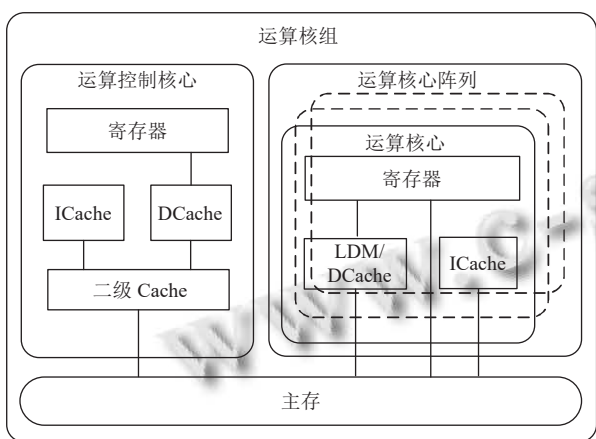 运算核组
运算控制核心
运算核心阵列
寄存器
运算核心
寄存器
ICache
DCache
LDM/
DCache
ICache
二级 Cache
主存